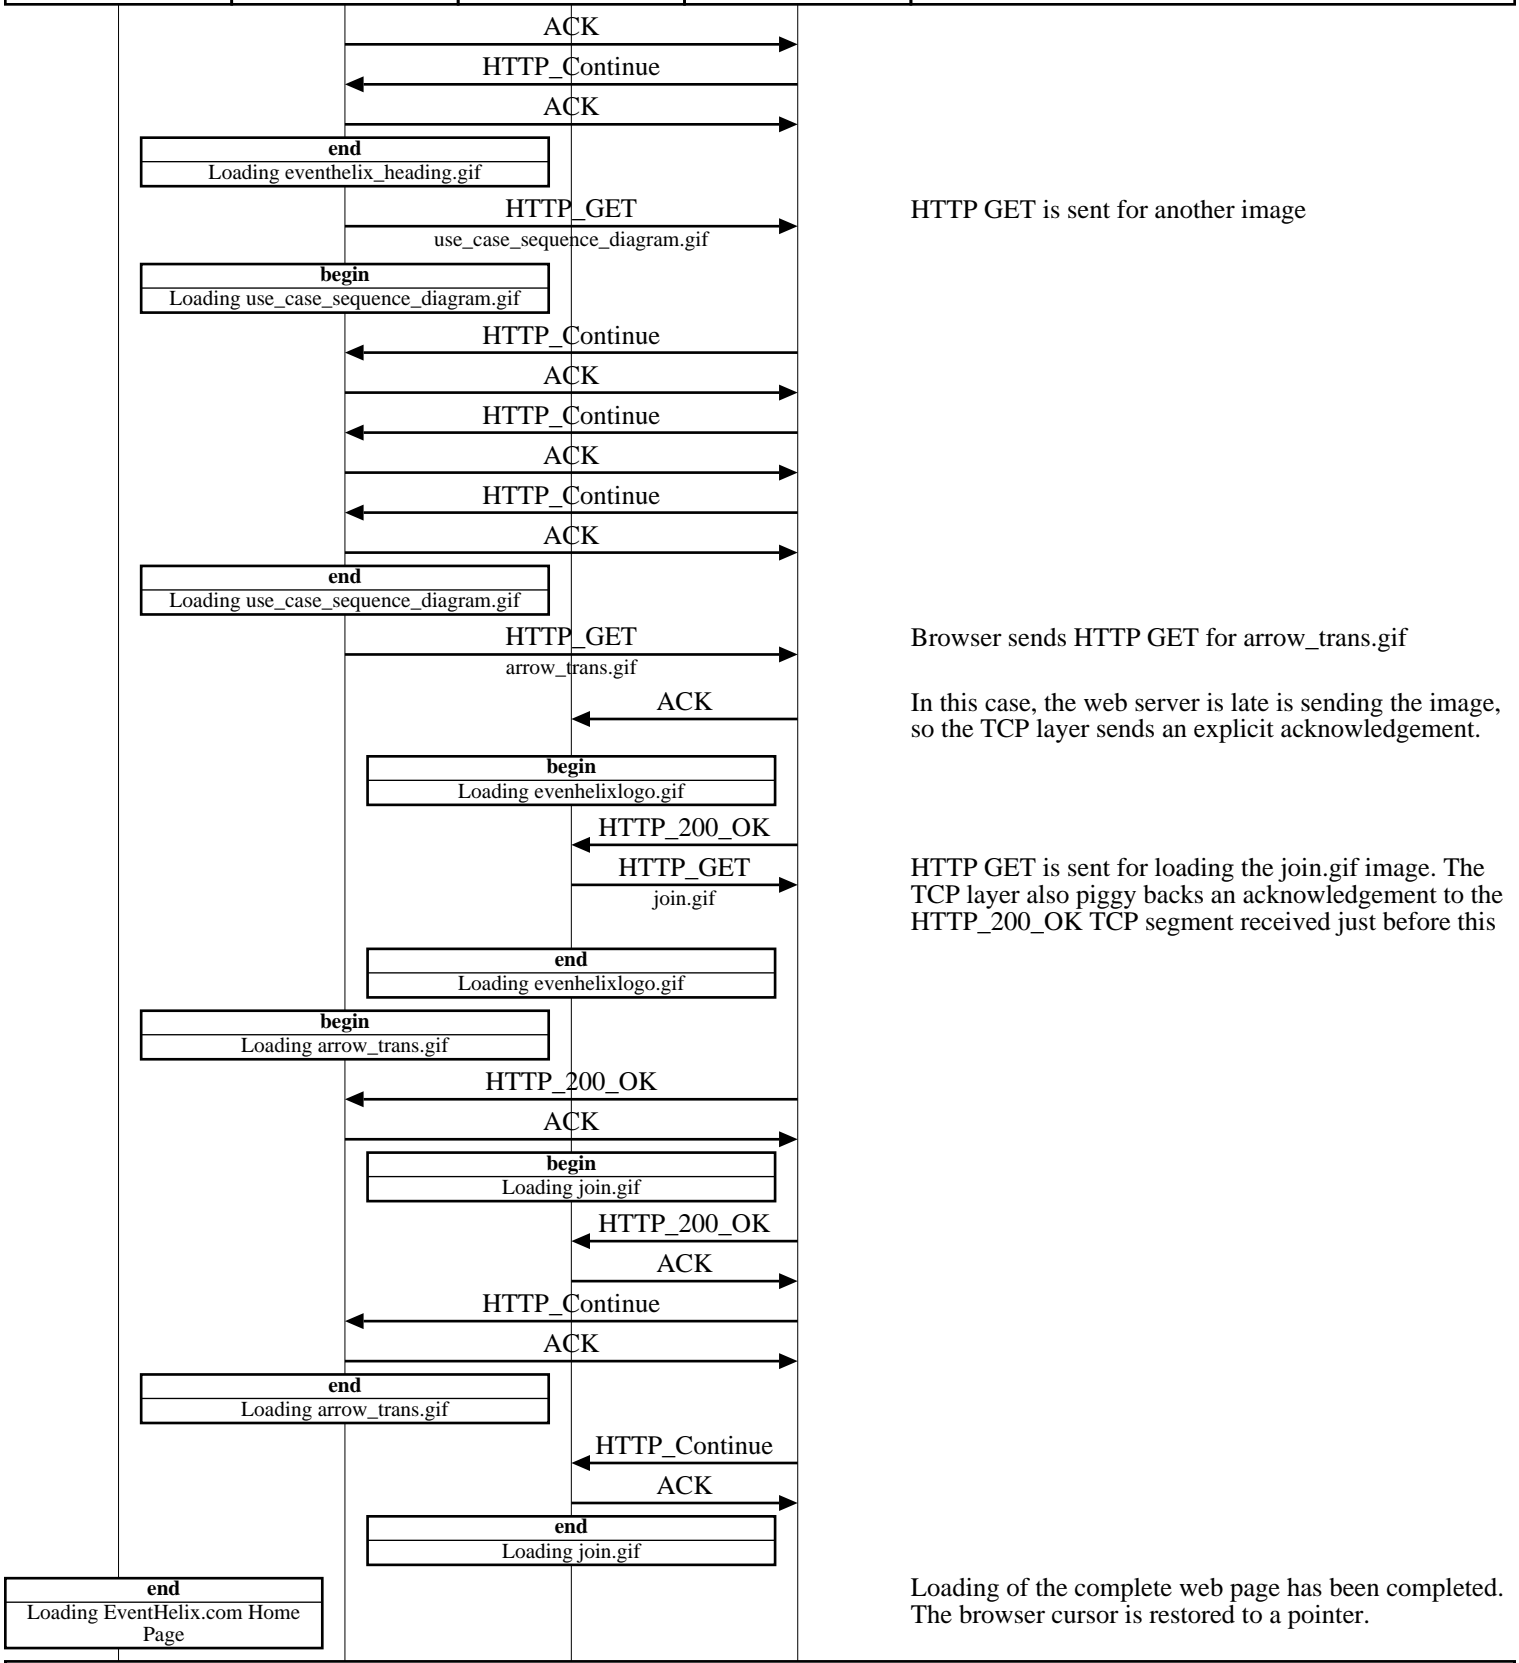 ACK
HTTP_Continue
ACK
end
Loading eventhelix_heading.gif
HTTP_GET
use_case_sequence_diagram.gif
HTTP GET is sent for another image
begin
Loading use_case_sequence_diagram.gif
HTTP_Continue
ACK
HTTP_Continue
ACK
HTTP_Continue
ACK
end
Loading use_case_sequence_diagram.gif
HTTP_GET
arrow_trans.gif
Browser sends HTTP GET for arrow_trans.gif
ACK
In this case, the web server is late is sending the image,
so the TCP layer sends an explicit acknowledgement.
begin
Loading evenhelixlogo.gif
HTTP_200_OK
HTTP_GET
join.gif
HTTP GET is sent for loading the join.gif image. The
TCP layer also piggy backs an acknowledgement to the
HTTP_200_OK TCP segment received just before this
end
Loading evenhelixlogo.gif
begin
Loading arrow_trans.gif
HTTP_200_OK
ACK
begin
Loading join.gif
HTTP_200_OK
ACK
HTTP_Continue
ACK
end
Loading arrow_trans.gif
HTTP_Continue
ACK
end
Loading join.gif
end
Loading EventHelix.com Home
Page
Loading of the complete web page has been completed.
The browser cursor is restored to a pointer.